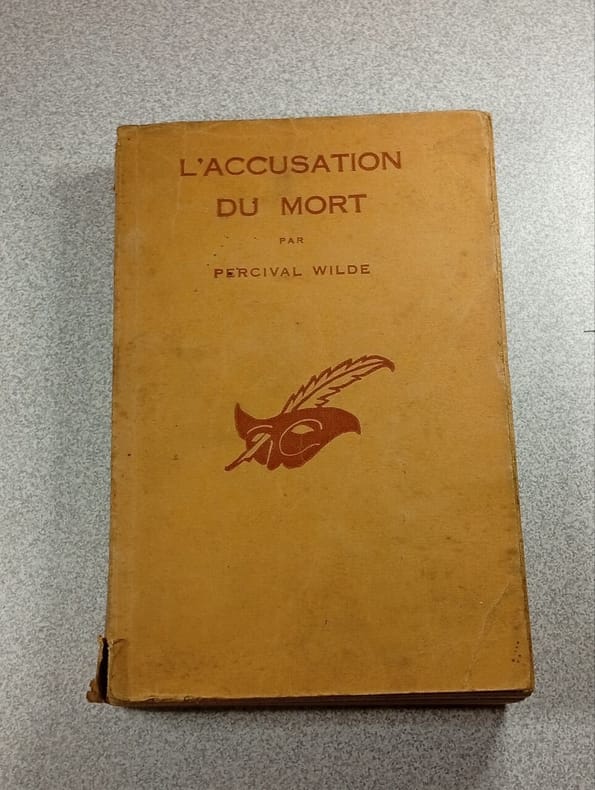 L'ACCUSATION
DU MORT
PAR
PERCIVAL WILDE